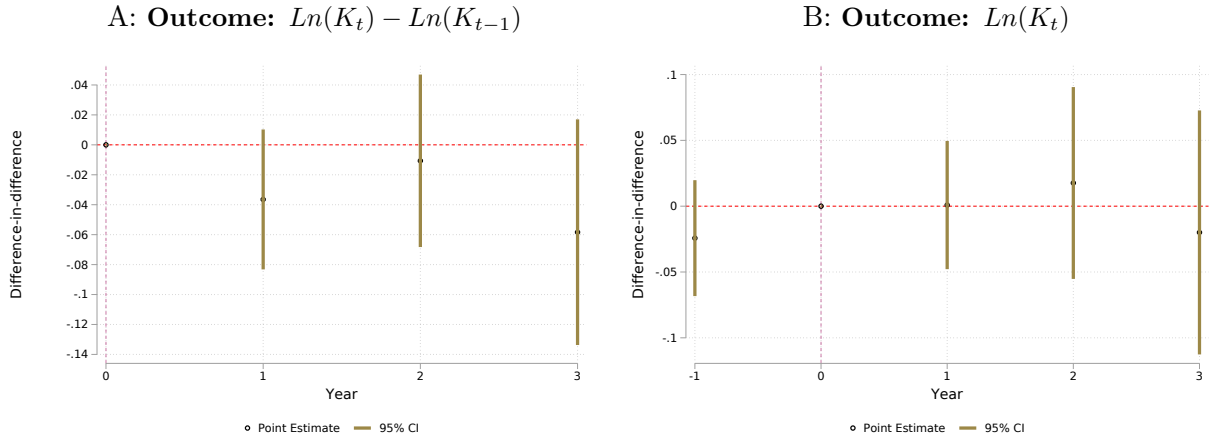 A: Outcome: Ln(K_t) − Ln(K_{t−1})
.04
.02
0
-.02
-.04
-.06
-.08
-.1
-.12
-.14
Difference-in-difference
0 1 2 3
Year
Point Estimate 95% CI
B: Outcome: Ln(K_t)
.1
.05
0
-.05
-.1
Difference-in-difference
-1 0 1 2 3
Year
Point Estimate 95% CI